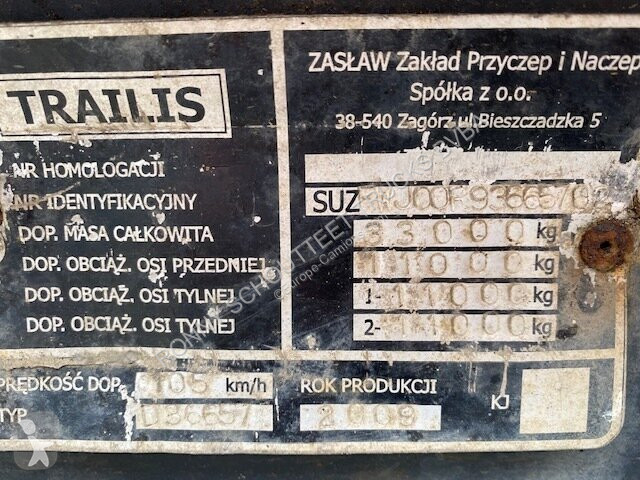 TRAILIS
ZASŁAW Zakład Przyczep i Naczep
Spółka z o.o.
38-540 Zagórz ul.Bieszczadzka 5
NR HOMOLOGACJI
NR IDENTYFIKACYJNY SUZ
DOP. MASA CAŁKOWITA 33000 kg
DOP. OBCIĄŻ. OSI PRZEDNIEJ 11000 kg
DOP. OBCIĄŻ. OSI TYLNEJ 1- 11000 kg
DOP. OBCIĄŻ. OSI TYLNEJ 2- 11000 kg
PRĘDKOŚĆ DOP. 105 km/h ROK PRODUKCJI KJ
TYP D36657 2009